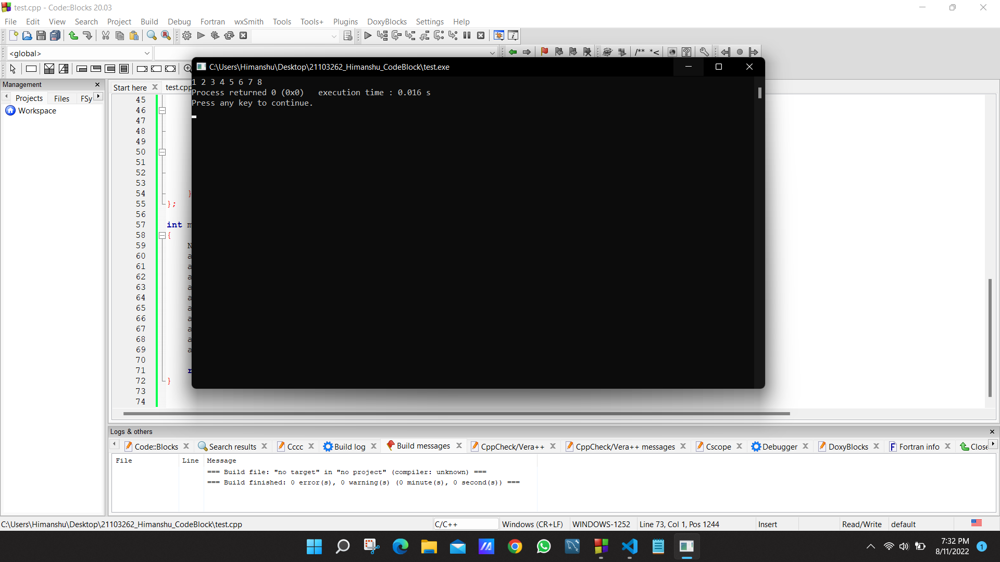 test.cpp - Code::Blocks 20.03
File Edit View Search Project Build Debug Fortran wxSmith Tools Tools+ Plugins DoxyBlocks Settings Help
<global>
/** *<
C:\Users\Himanshu\Desktop\21103262_Himanshu_CodeBlock\test.exe
Management
Projects Files FSy
Workspace
Start here test.cpp
1 2 3 4 5 6 7 8
Process returned 0 (0x0)   execution time : 0.016 s
Press any key to continue.
45
46
47
48
49
50
51
52
53
54 }
55 };
56
57 int m
58 {
59 N
60 a
61 a
62 a
63 a
64 a
65 a
66 a
67 a
68 a
69 a
70
71 r
72 }
73
74
Logs & others
Code::Blocks Search results Cccc Build log Build messages CppCheck/Vera++ CppCheck/Vera++ messages Cscope Debugger DoxyBlocks Fortran info Close
File Line Message
=== Build file: "no target" in "no project" (compiler: unknown) ===
=== Build finished: 0 error(s), 0 warning(s) (0 minute(s), 0 second(s)) ===
C:\Users\Himanshu\Desktop\21103262_Himanshu_CodeBlock\test.cpp C/C++ Windows (CR+LF) WINDOWS-1252 Line 73, Col 1, Pos 1244 Insert Read/Write default
7:32 PM
8/11/2022
1